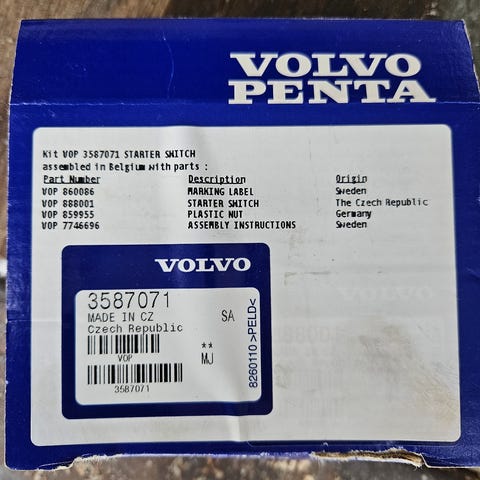 VOLVO
PENTA
Kit VOP 3587071 STARTER SWITCH
assembled in Belgium with parts :
Part Number Description Origin
VOP 860086 MARKING LABEL Sweden
VOP 888001 STARTER SWITCH The Czech Republic
VOP 859955 PLASTIC NUT Germany
VOP 7746696 ASSEMBLY INSTRUCTIONS Sweden
VOLVO
3587071
MADE IN CZ SA
Czech Republic
**
VOP MJ
3587071
8260110 >PELD<